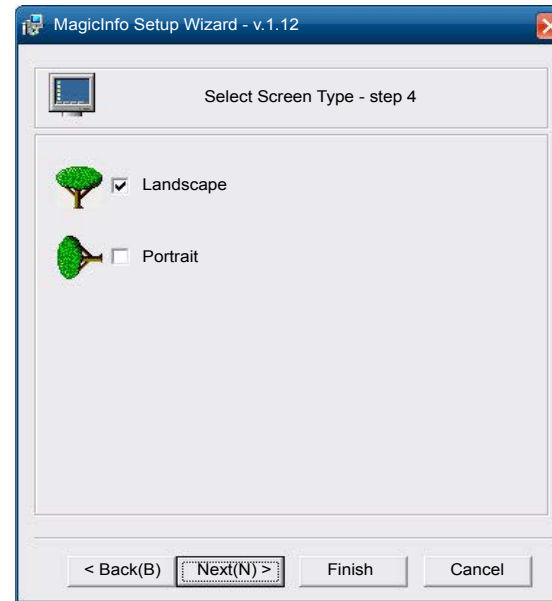 MagicInfo Setup Wizard - v.1.12
Select Screen Type - step 4
Landscape
Portrait
< Back(B) Next(N) > Finish Cancel